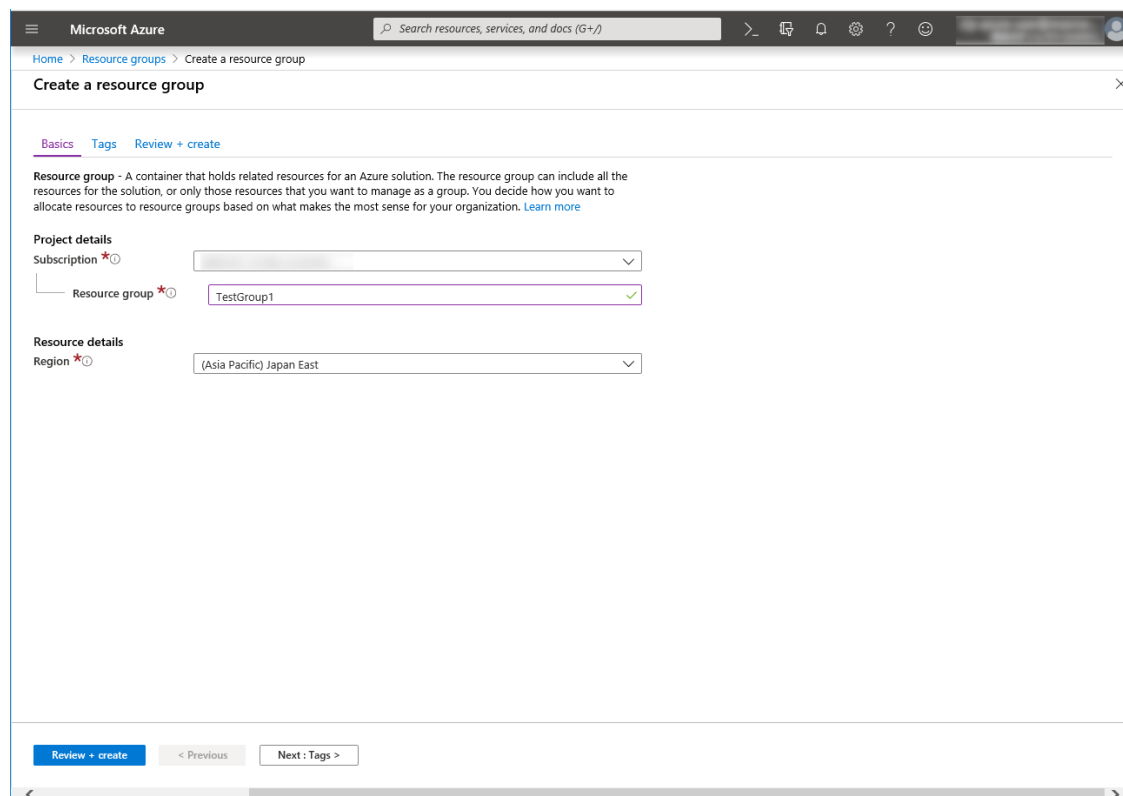 Microsoft Azure
Search resources, services, and docs (G+/)
Home > Resource groups > Create a resource group
Create a resource group
Basics Tags Review + create
Resource group - A container that holds related resources for an Azure solution. The resource group can include all the
resources for the solution, or only those resources that you want to manage as a group. You decide how you want to
allocate resources to resource groups based on what makes the most sense for your organization. Learn more
Project details
Subscription *
Resource group *
TestGroup1
Resource details
Region *
(Asia Pacific) Japan East
Review + create
< Previous
Next : Tags >